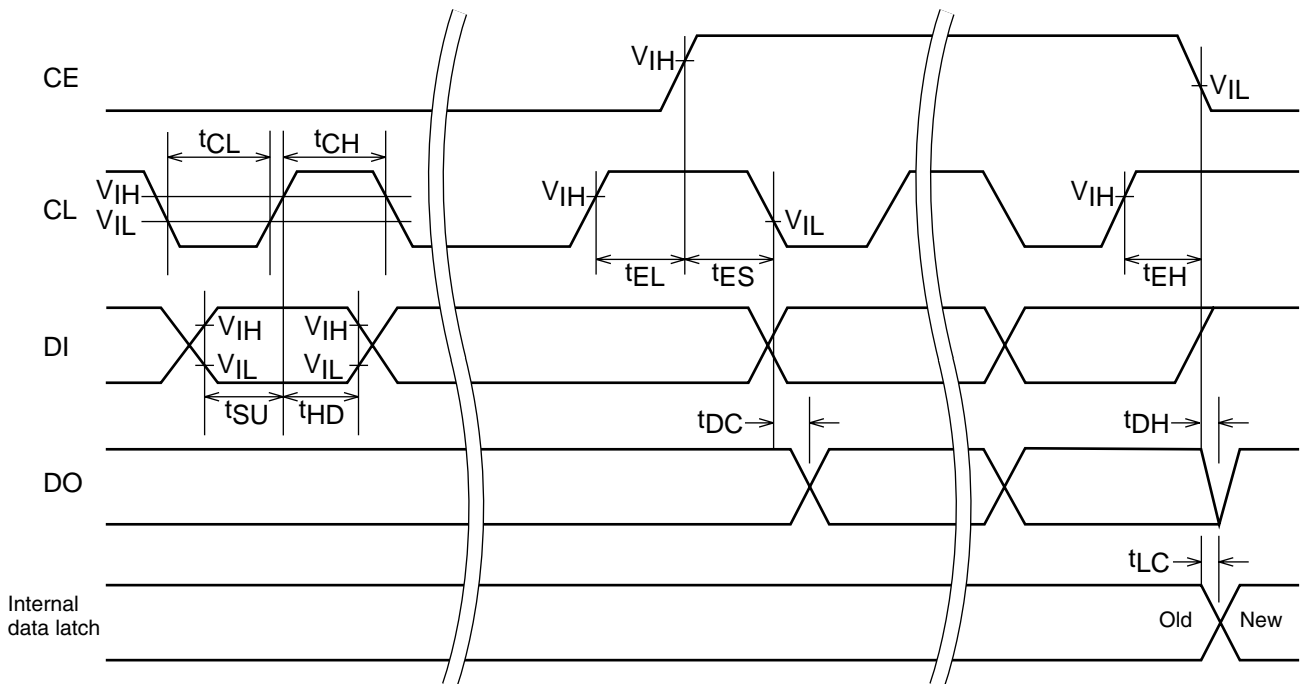 CE
VIH
VIL
tCL
tCH
CL
VIH
VIL
VIH
VIL
VIH
tEL
tES
tEH
DI
VIH
VIL
VIH
VIL
tSU
tHD
tDC
tDH
DO
tLC
Internal
data latch
Old
New